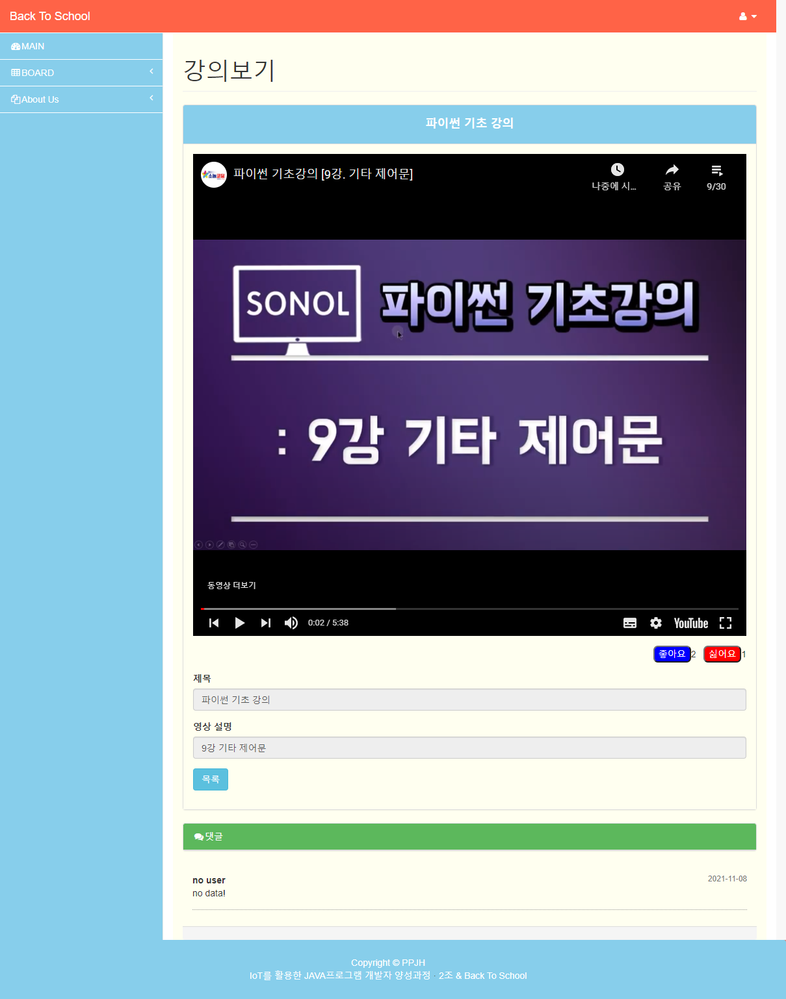 Back To School
MAIN
BOARD
About Us
강의보기
파이썬 기초 강의
소놀코딩
파이썬 기초강의 [9강. 기타 제어문]
나중에 시...
공유
9/30
SONOL
파이썬 기초강의
: 9강 기타 제어문
동영상 더보기
0:02 / 5:38
YouTube
좋아요 2 싫어요 1
제목
파이썬 기초 강의
영상 설명
9강 기타 제어문
목록
댓글
no user
2021-11-08
no data!
Copyright © PPJH
IoT를 활용한 JAVA프로그램 개발자 양성과정 · 2조 & Back To School